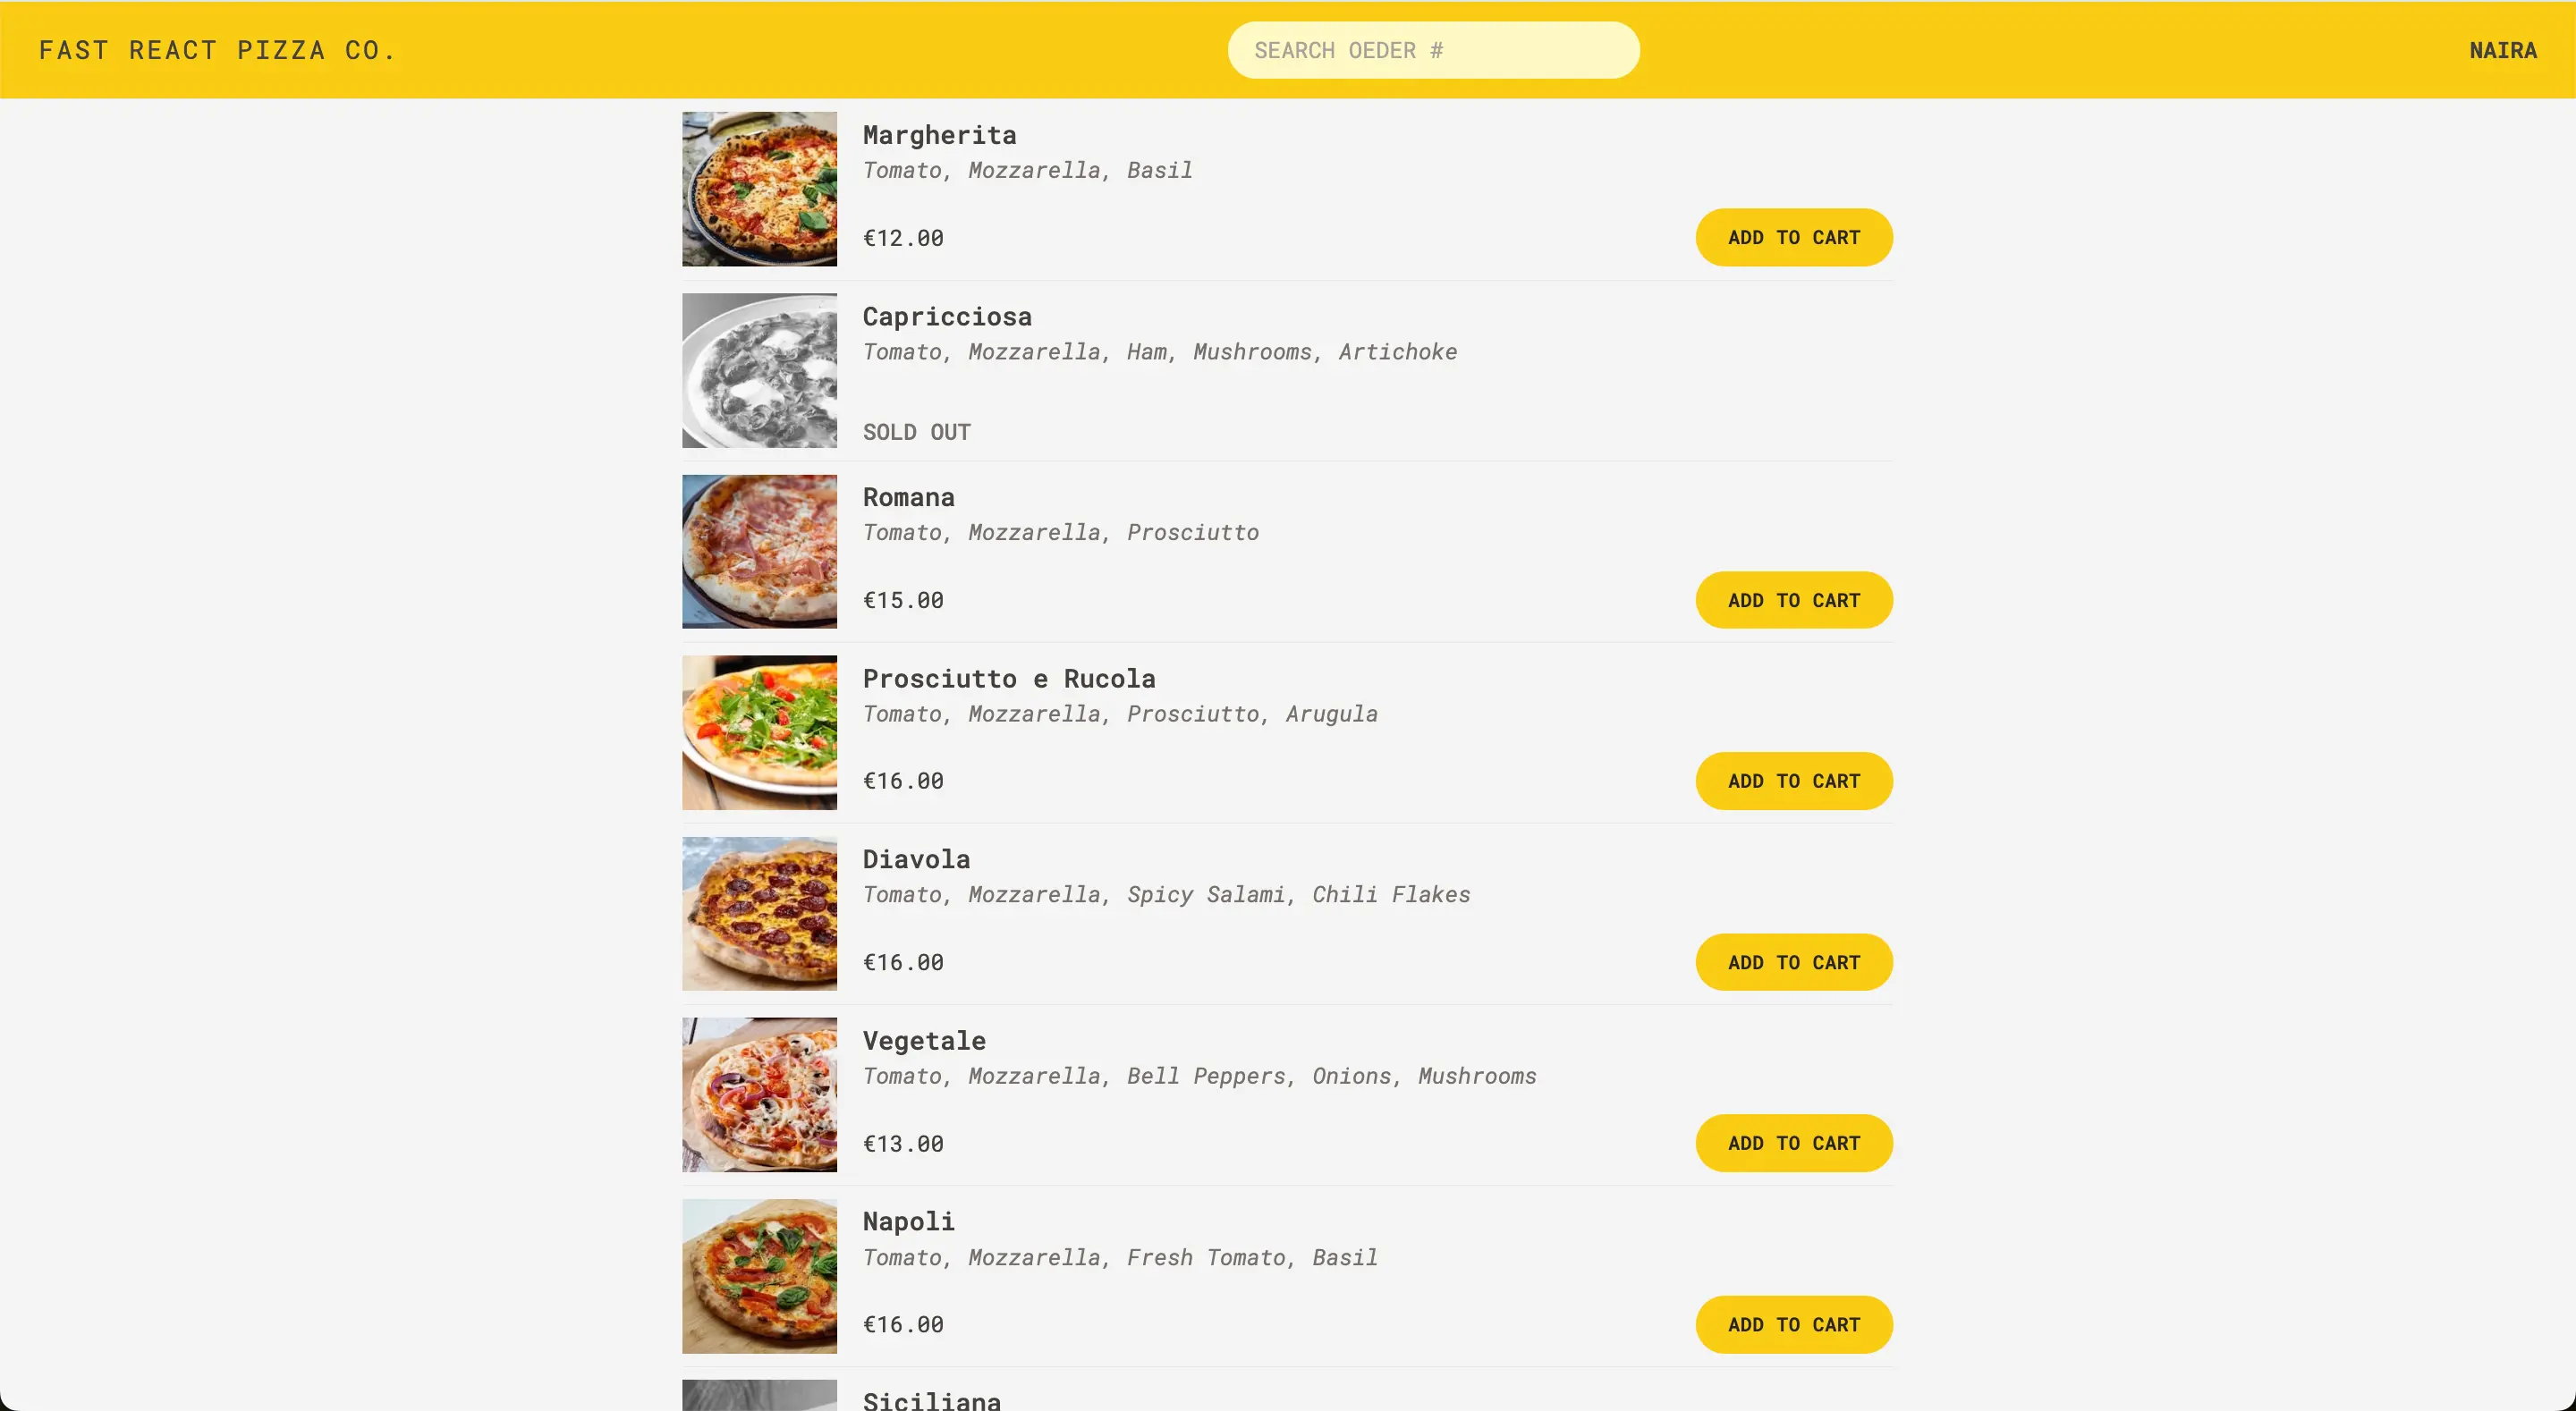 FAST REACT PIZZA CO.
SEARCH OEDER #
NAIRA
Margherita
Tomato, Mozzarella, Basil
€12.00
ADD TO CART
Capricciosa
Tomato, Mozzarella, Ham, Mushrooms, Artichoke
SOLD OUT
Romana
Tomato, Mozzarella, Prosciutto
€15.00
ADD TO CART
Prosciutto e Rucola
Tomato, Mozzarella, Prosciutto, Arugula
€16.00
ADD TO CART
Diavola
Tomato, Mozzarella, Spicy Salami, Chili Flakes
€16.00
ADD TO CART
Vegetale
Tomato, Mozzarella, Bell Peppers, Onions, Mushrooms
€13.00
ADD TO CART
Napoli
Tomato, Mozzarella, Fresh Tomato, Basil
€16.00
ADD TO CART
Siciliana